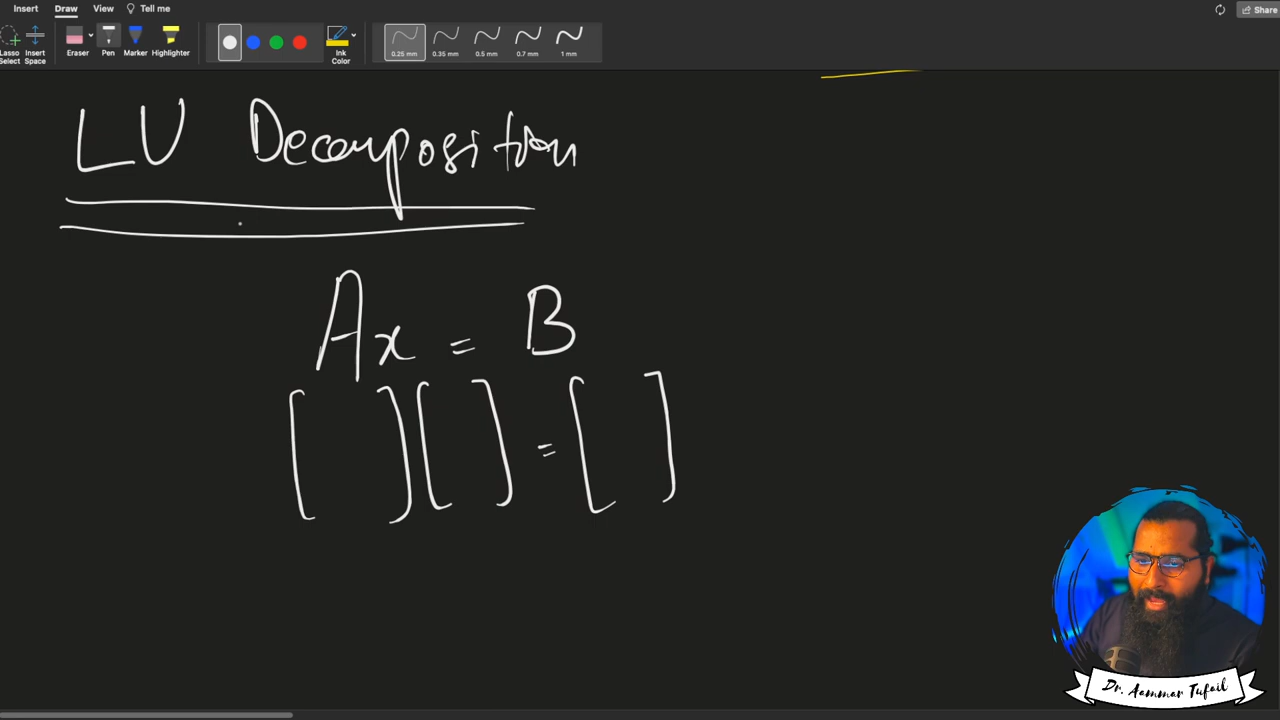 Insert Draw View Tell me Share
Lasso Select Insert Space Eraser Pen Marker Highlighter Ink Color 0.25 mm 0.35 mm 0.5 mm 0.7 mm 1 mm
LU Decomposition
Ax = B
[ ] [ ] = [ ]
Dr. Aammar Tufail